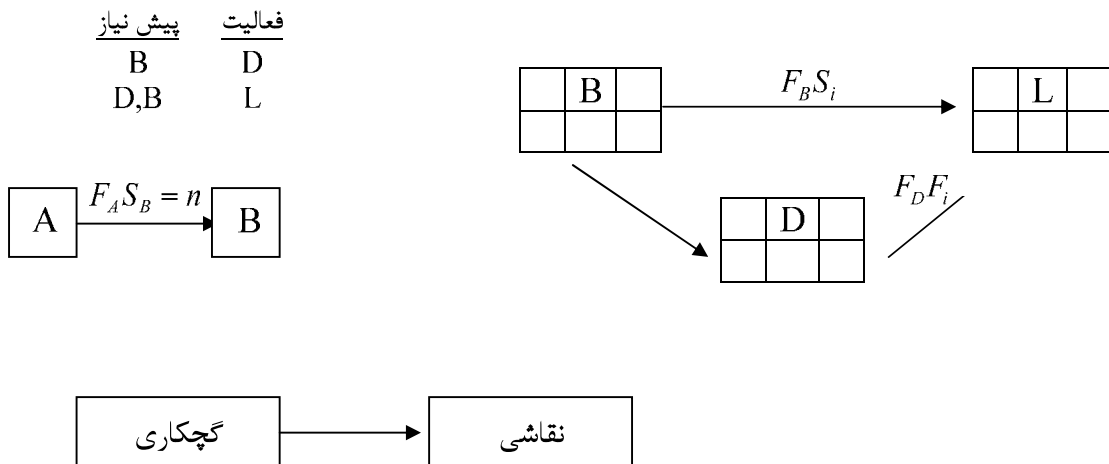 فعالیت پیش نیاز
D B
L D,B
B F_B S_i L
F_A S_B = n
A B
D F_D F_i
گچکاری نقاشی